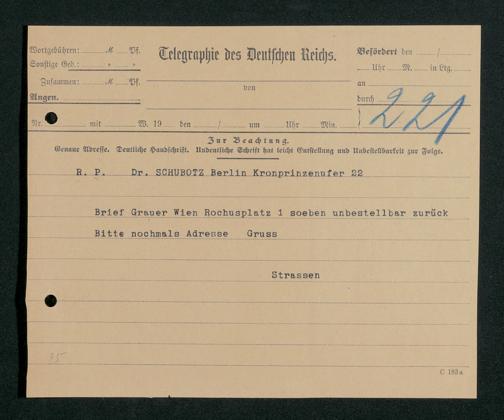 Wortgebühren: ℳ Pf.
Sonstige Geb.: " "
Zusammen: ℳ Pf.
Angen.
Telegraphie des Deutschen Reichs.
von
Befördert den /
Uhr M. in Ltg.
an
durch
221
Nr. mit W. 19 den / um Uhr Min.
Zur Beachtung.
Genaue Adresse. Deutliche Handschrift. Undeutliche Schrift hat leicht Entstellung und Unbestellbarkeit zur Folge.
R. P. Dr. SCHUBOTZ Berlin Kronprinzenufer 22
Brief Grauer Wien Rochusplatz 1 soeben unbestellbar zurück
Bitte nochmals Adresse Gruss
Strassen
35
C 183a